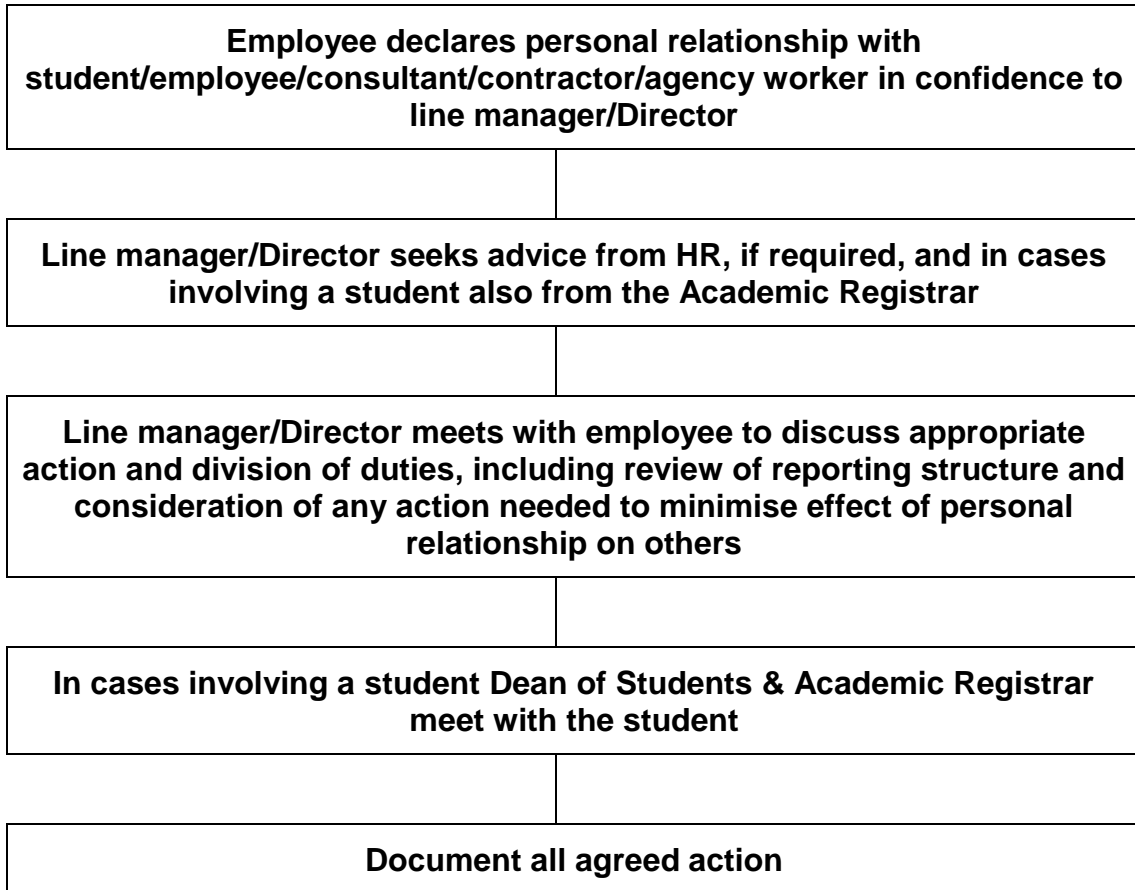 Employee declares personal relationship with
student/employee/consultant/contractor/agency worker in confidence to
line manager/Director
Line manager/Director seeks advice from HR, if required, and in cases
involving a student also from the Academic Registrar
Line manager/Director meets with employee to discuss appropriate
action and division of duties, including review of reporting structure and
consideration of any action needed to minimise effect of personal
relationship on others
In cases involving a student Dean of Students & Academic Registrar
meet with the student
Document all agreed action